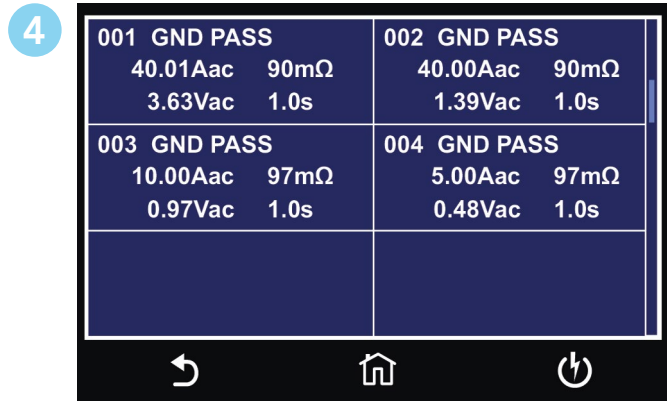 4
001 GND PASS
40.01Aac 90mΩ
3.63Vac 1.0s
002 GND PASS
40.00Aac 90mΩ
1.39Vac 1.0s
003 GND PASS
10.00Aac 97mΩ
0.97Vac 1.0s
004 GND PASS
5.00Aac 97mΩ
0.48Vac 1.0s